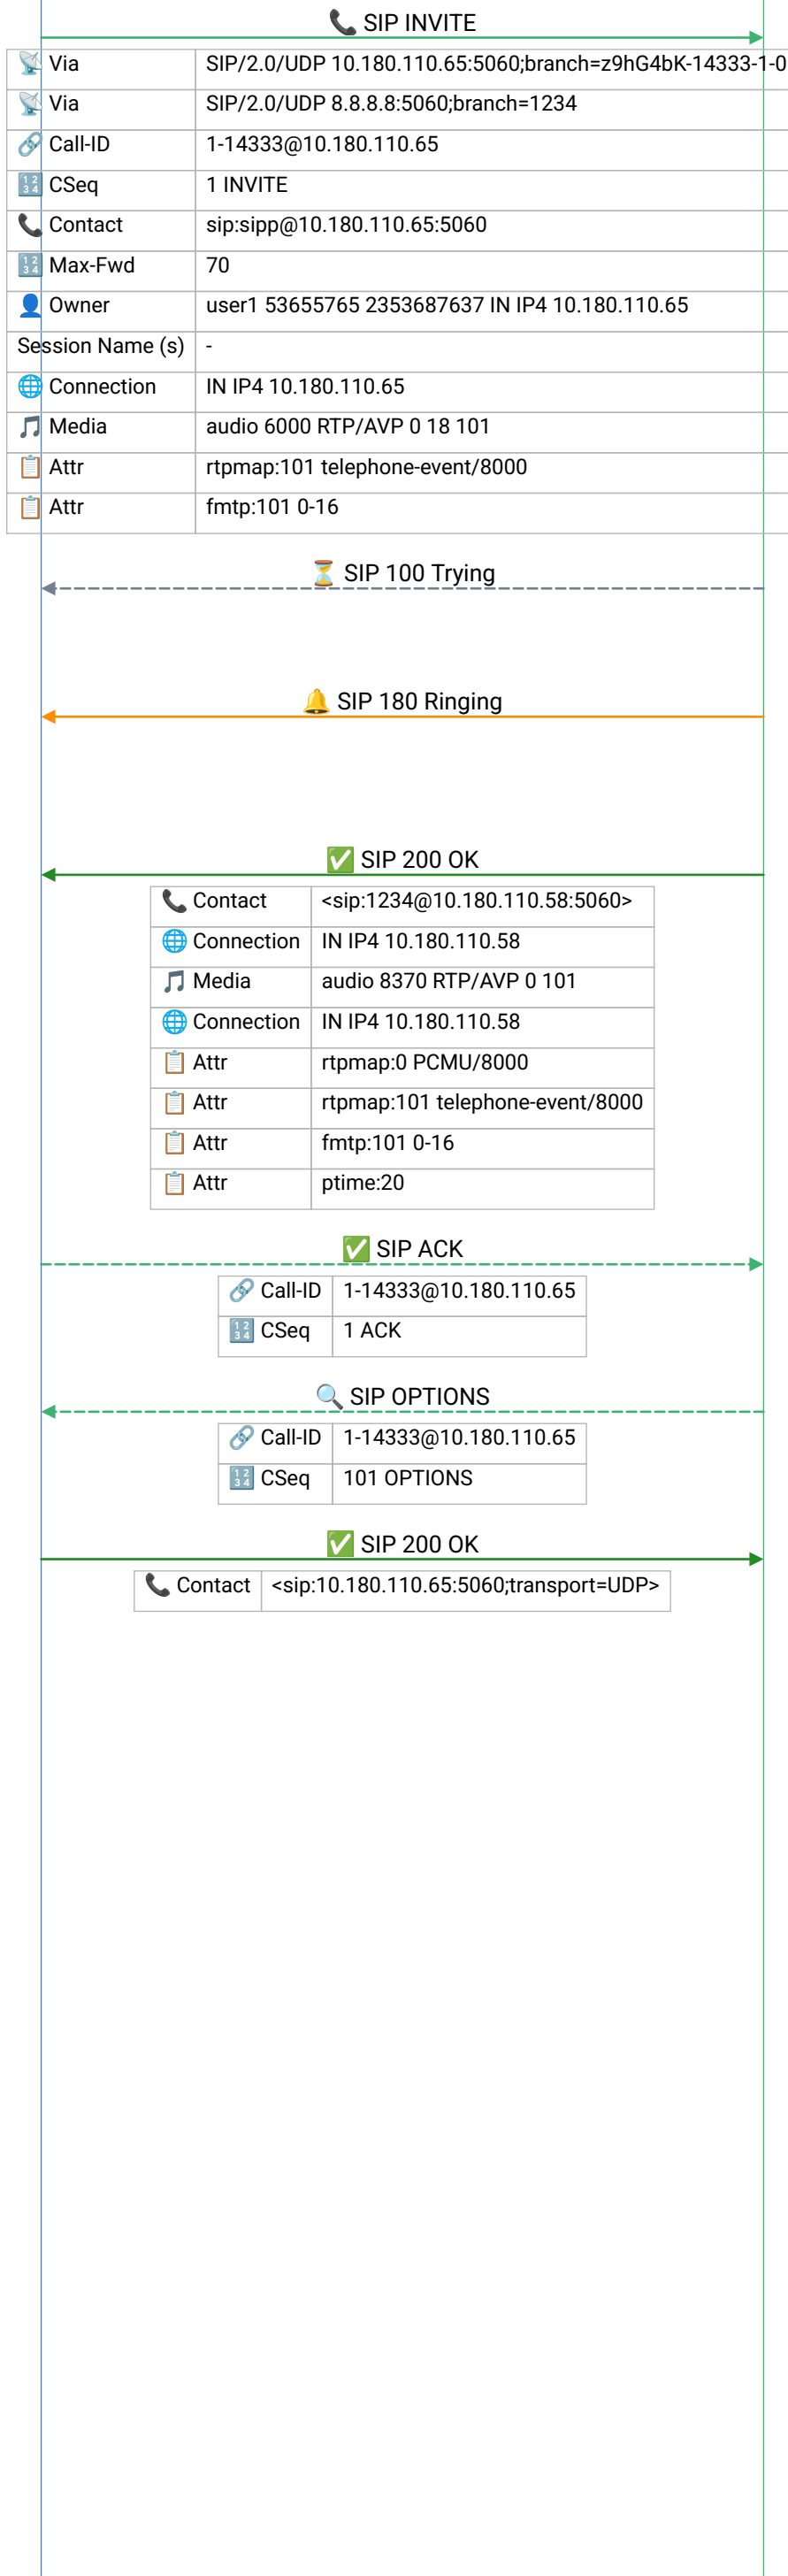 📞 SIP INVITE
📡 Via SIP/2.0/UDP 10.180.110.65:5060;branch=z9hG4bK-14333-1-0
📡 Via SIP/2.0/UDP 8.8.8.8:5060;branch=1234
🔗 Call-ID 1-14333@10.180.110.65
🔢 CSeq 1 INVITE
📞 Contact sip:sipp@10.180.110.65:5060
🔢 Max-Fwd 70
👤 Owner user1 53655765 2353687637 IN IP4 10.180.110.65
Session Name (s) -
🌐 Connection IN IP4 10.180.110.65
🎵 Media audio 6000 RTP/AVP 0 18 101
📋 Attr rtpmap:101 telephone-event/8000
📋 Attr fmtp:101 0-16
⏳ SIP 100 Trying
🔔 SIP 180 Ringing
✅ SIP 200 OK
📞 Contact <sip:1234@10.180.110.58:5060>
🌐 Connection IN IP4 10.180.110.58
🎵 Media audio 8370 RTP/AVP 0 101
🌐 Connection IN IP4 10.180.110.58
📋 Attr rtpmap:0 PCMU/8000
📋 Attr rtpmap:101 telephone-event/8000
📋 Attr fmtp:101 0-16
📋 Attr ptime:20
✅ SIP ACK
🔗 Call-ID 1-14333@10.180.110.65
🔢 CSeq 1 ACK
🔍 SIP OPTIONS
🔗 Call-ID 1-14333@10.180.110.65
🔢 CSeq 101 OPTIONS
✅ SIP 200 OK
📞 Contact <sip:10.180.110.65:5060;transport=UDP>